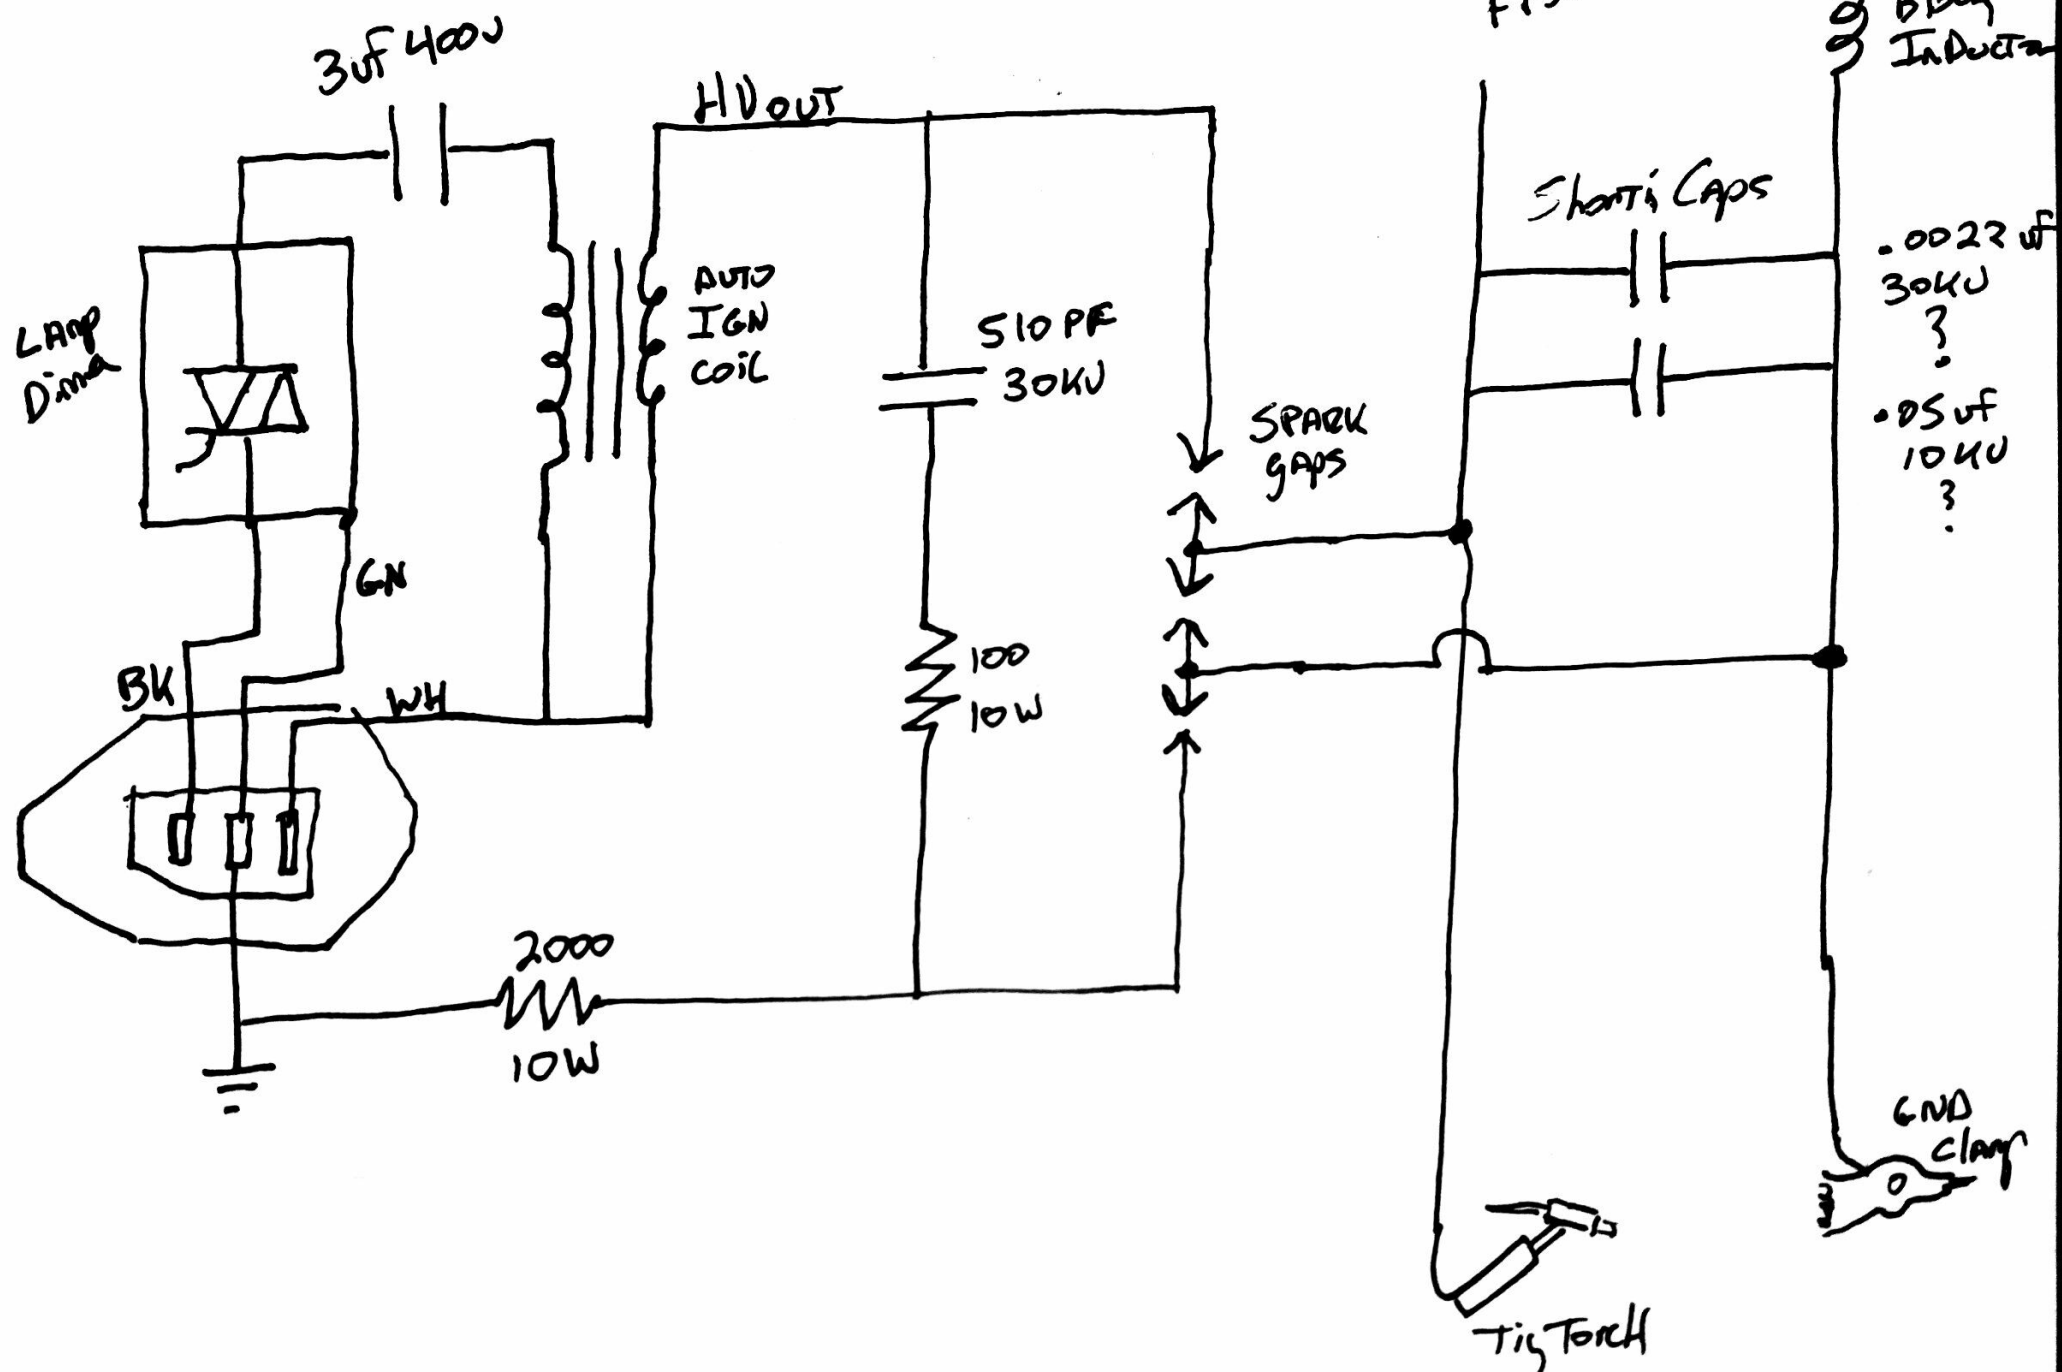 3uf 400v
HV OUT
InDuctor
Shorti Caps
.0022 uf
30KV
?
.05 uf
10KV
?
LAmp
AUTO
IGN
COiL
510 PF
30KV
SPARK
gAPS
GN
BK
WH
100
10W
2000
10W
GND
Clamp
Tig TorcH